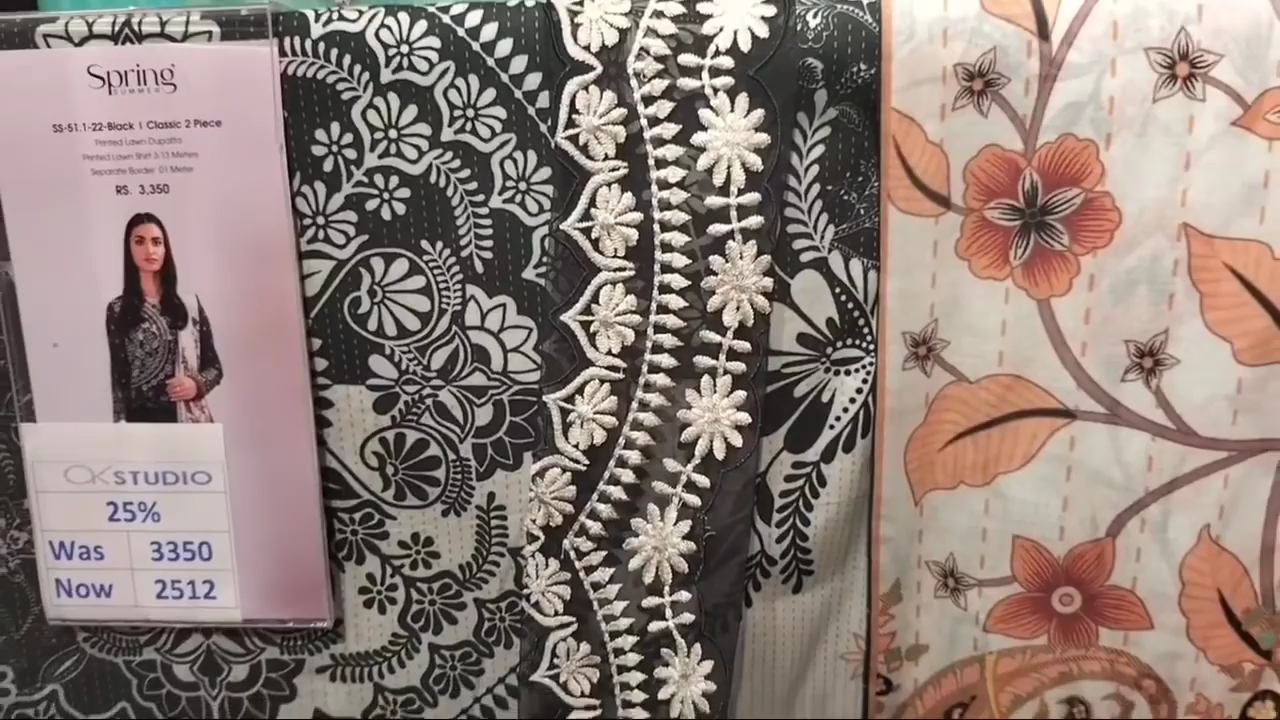 Spring
SUMMER
SS-51.1-22-Black | Classic 2 Piece
Printed Lawn Dupatta
Printed Lawn Shirt 3.13 Meters
Separate Border 01 Meter
RS. 3,350
OK STUDIO
25%
Was 3350
Now 2512